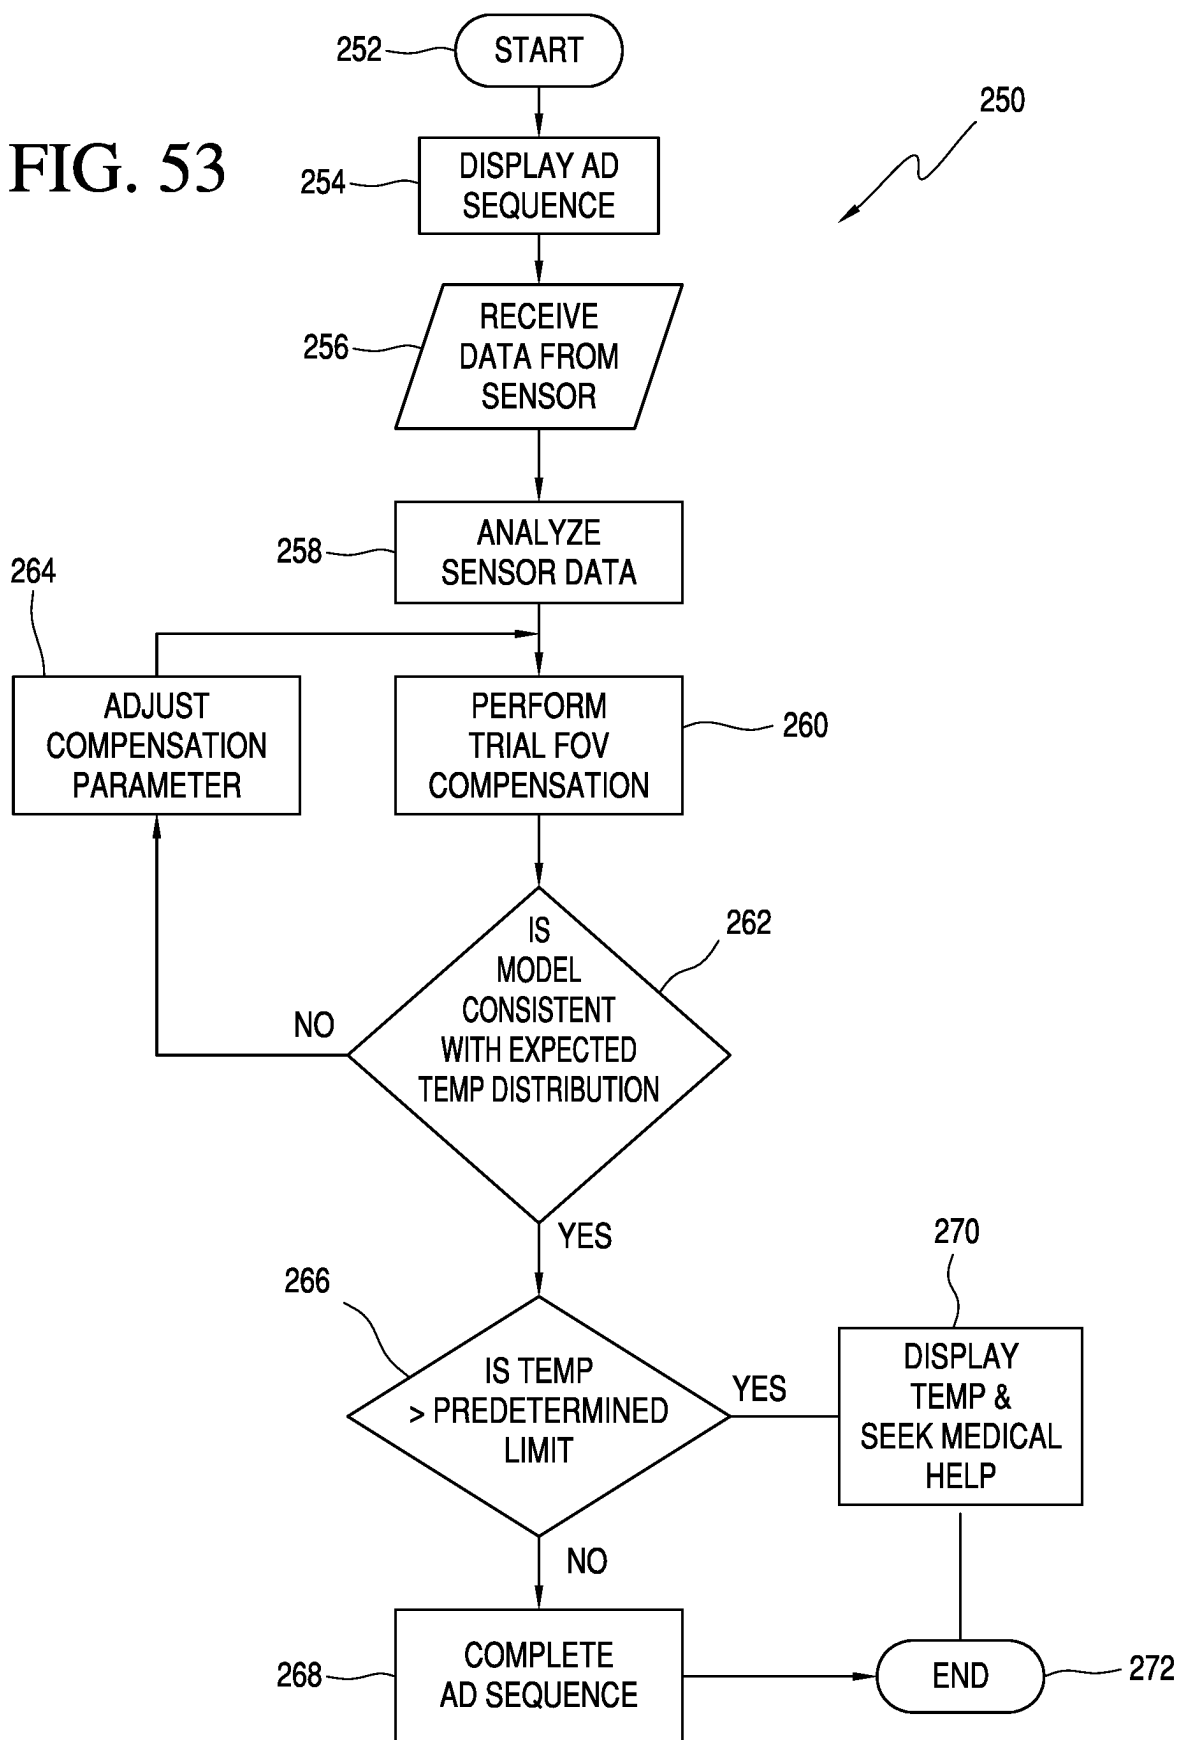 252
START
250
FIG. 53
254
DISPLAY AD
SEQUENCE
256
RECEIVE
DATA FROM
SENSOR
258
ANALYZE
SENSOR DATA
264
ADJUST
COMPENSATION
PARAMETER
PERFORM
TRIAL FOV
COMPENSATION
260
262
IS
MODEL
CONSISTENT
WITH EXPECTED
TEMP DISTRIBUTION
NO
YES
266
IS TEMP
> PREDETERMINED
LIMIT
YES
270
DISPLAY
TEMP &
SEEK MEDICAL
HELP
NO
268
COMPLETE
AD SEQUENCE
END
272